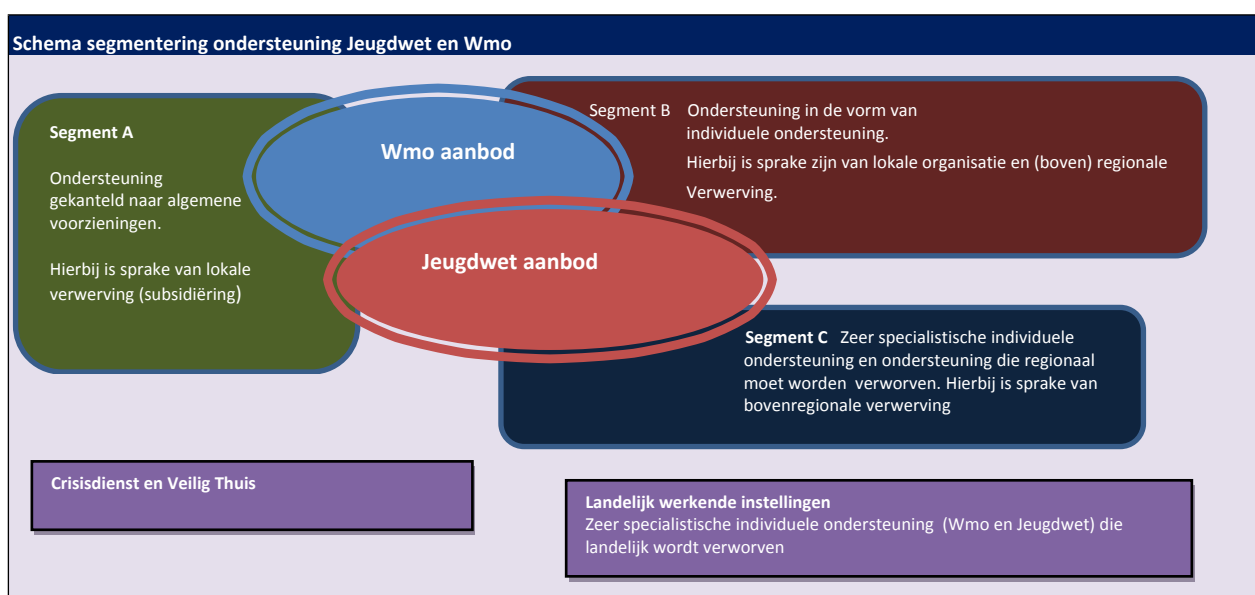 Schema segmentering ondersteuning Jeugdwet en Wmo
Segment A
Ondersteuning
gekanteld naar algemene
voorzieningen.
Hierbij is sprake van lokale
verwerving (subsidiëring)
Wmo aanbod
Jeugdwet aanbod
Segment B Ondersteuning in de vorm van
individuele ondersteuning.
Hierbij is sprake zijn van lokale organisatie en (boven) regionale
Verwerving.
Segment C Zeer specialistische individuele
ondersteuning en ondersteuning die regionaal
moet worden verworven. Hierbij is sprake van
bovenregionale verwerving
Crisisdienst en Veilig Thuis
Landelijk werkende instellingen
Zeer specialistische individuele ondersteuning (Wmo en Jeugdwet) die
landelijk wordt verworven